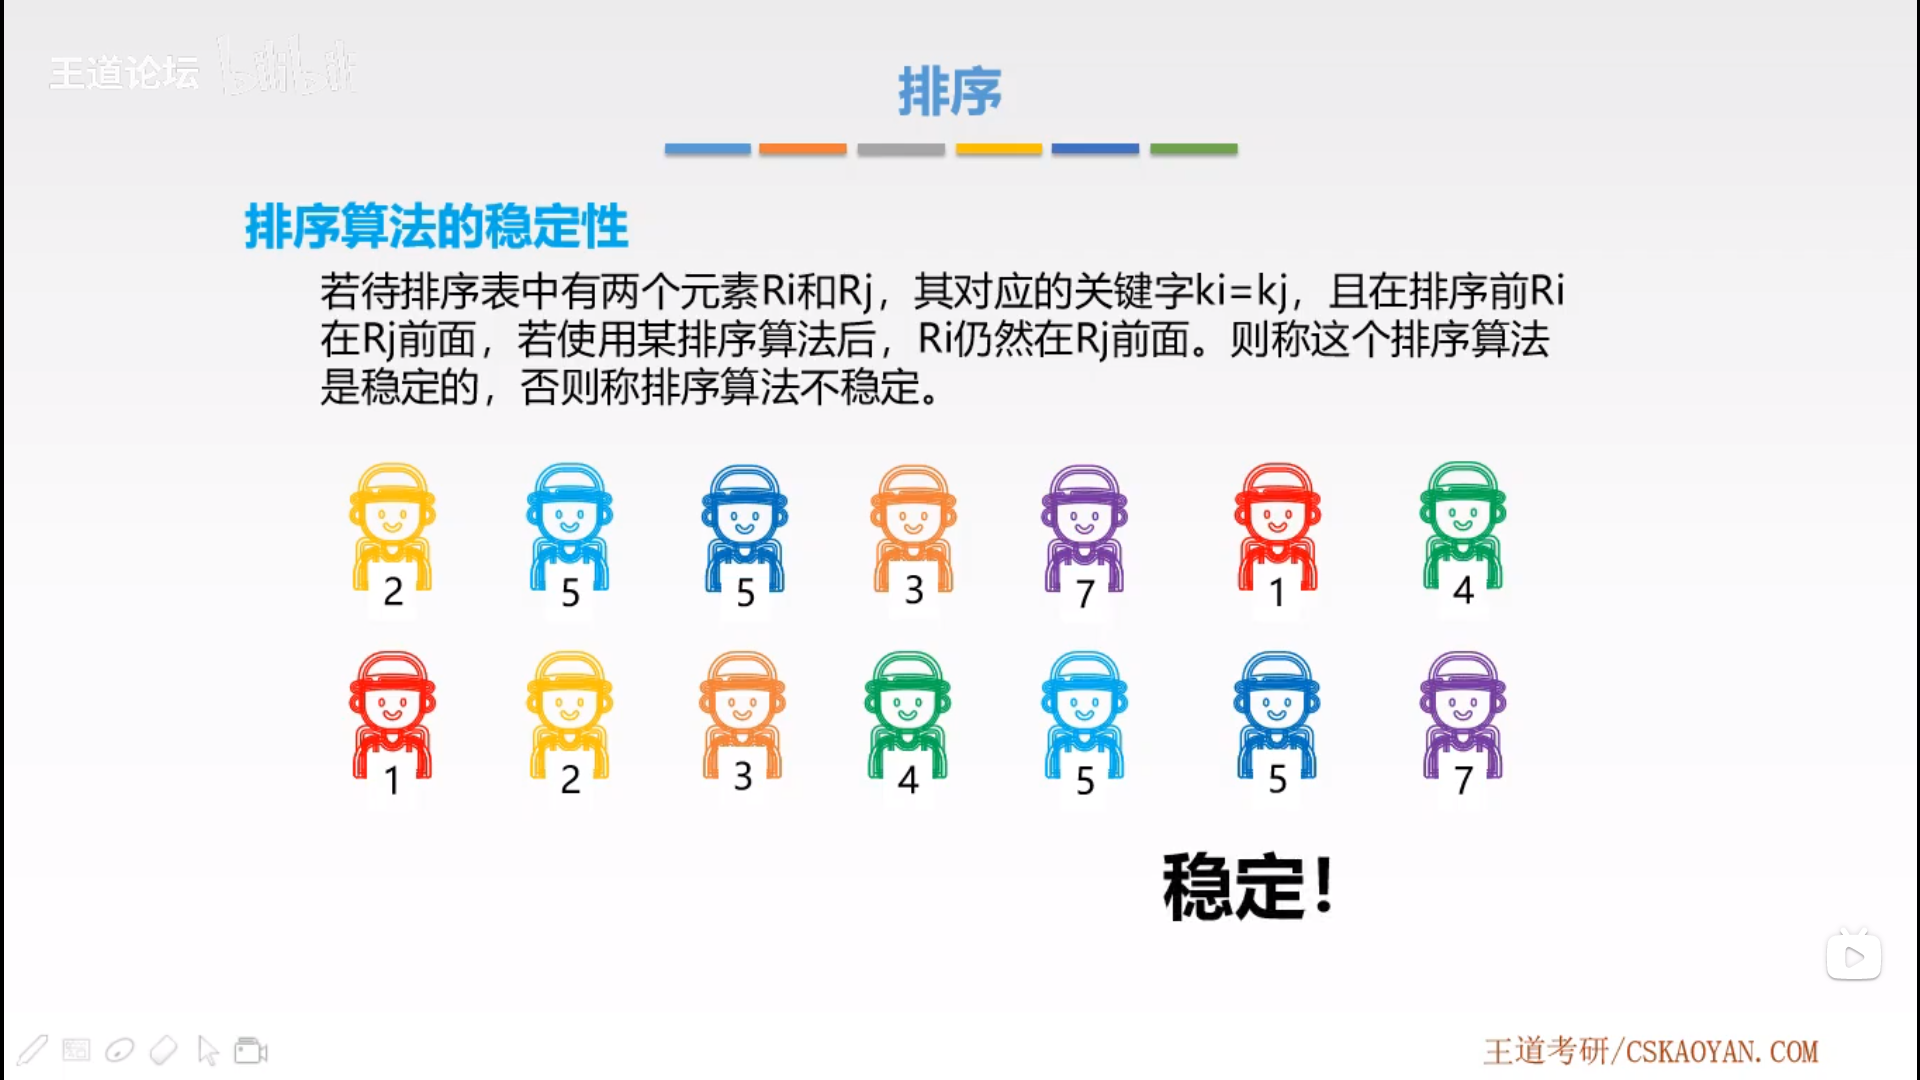 王道论坛 bilibili
排序
排序算法的稳定性
若待排序表中有两个元素Ri和Rj，其对应的关键字ki=kj，且在排序前Ri
在Rj前面，若使用某排序算法后，Ri仍然在Rj前面。则称这个排序算法
是稳定的，否则称排序算法不稳定。
2 5 5 3 7 1 4
1 2 3 4 5 5 7
稳定！
王道考研/CSKAOYAN.COM